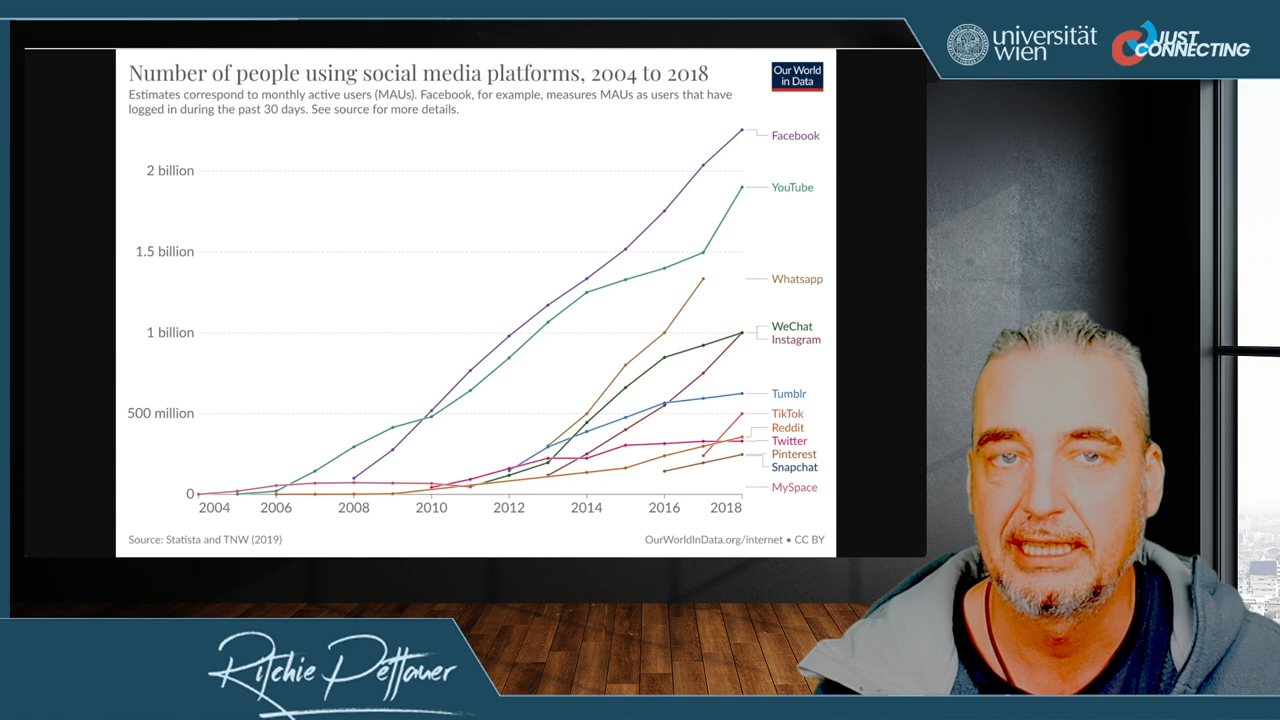 universität
wien
JUST
CONNECTING
Number of people using social media platforms, 2004 to 2018
Our World
in Data
Estimates correspond to monthly active users (MAUs). Facebook, for example, measures MAUs as users that have
logged in during the past 30 days. See source for more details.
Facebook
2 billion
YouTube
1.5 billion
Whatsapp
WeChat
1 billion
Instagram
Tumblr
500 million
TikTok
Reddit
Twitter
Pinterest
Snapchat
MySpace
0
2004 2006 2008 2010 2012 2014 2016 2018
Source: Statista and TNW (2019)
OurWorldInData.org/internet • CC BY
Ritchie Pettauer